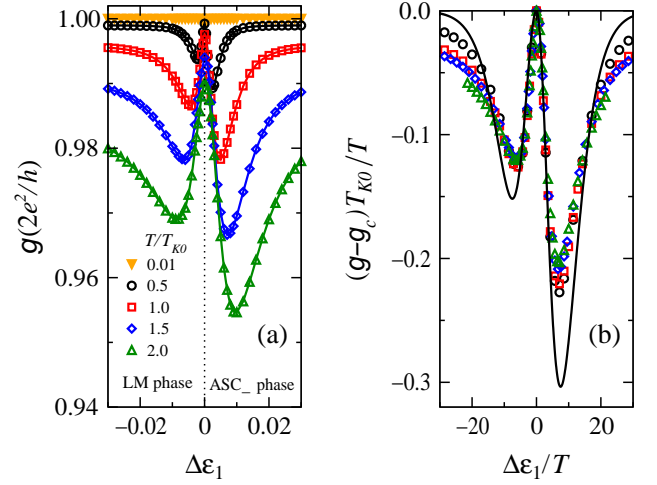 1.00
0.98
0.96
0.94
g(2e²/h)
T/T_K0
0.01
0.5
1.0
1.5
2.0
(a)
LM phase
ASC_ phase
−0.02
0
0.02
Δε₁
0.0
−0.1
−0.2
−0.3
(g−g_c)T_K0/T
(b)
−20
0
20
Δε₁/T